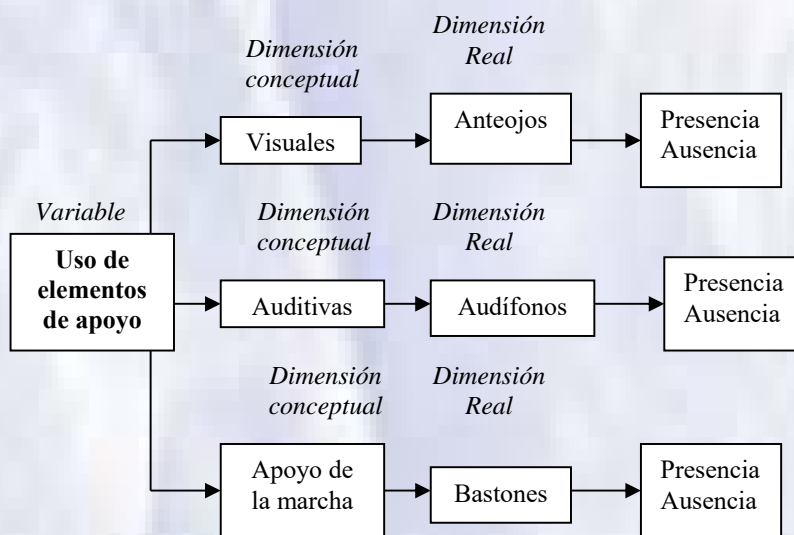 Dimensión
conceptual
Dimensión
Real
Visuales
Anteojos
Presencia
Ausencia
Variable
Uso de
elementos
de apoyo
Dimensión
conceptual
Dimensión
Real
Auditivas
Audífonos
Presencia
Ausencia
Dimensión
conceptual
Dimensión
Real
Apoyo de
la marcha
Bastones
Presencia
Ausencia